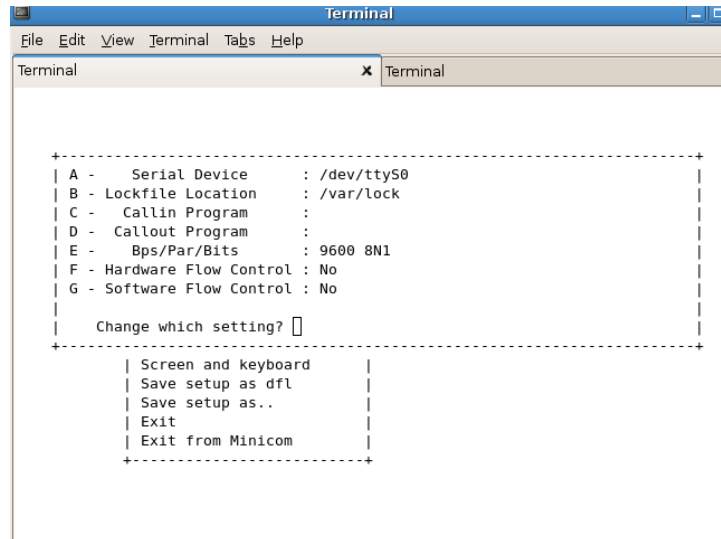 Terminal
File Edit View Terminal Tabs Help
Terminal x Terminal
+-----------------------------------------------------------------------+
| A -    Serial Device      : /dev/ttyS0                                |
| B - Lockfile Location     : /var/lock                                 |
| C -   Callin Program      :                                           |
| D -  Callout Program      :                                           |
| E -    Bps/Par/Bits       : 9600 8N1                                  |
| F - Hardware Flow Control : No                                        |
| G - Software Flow Control : No                                        |
|                                                                       |
|    Change which setting?                                              |
+-----------------------------------------------------------------------+
| Screen and keyboard      |
| Save setup as dfl        |
| Save setup as..          |
| Exit                     |
| Exit from Minicom        |
+--------------------------+